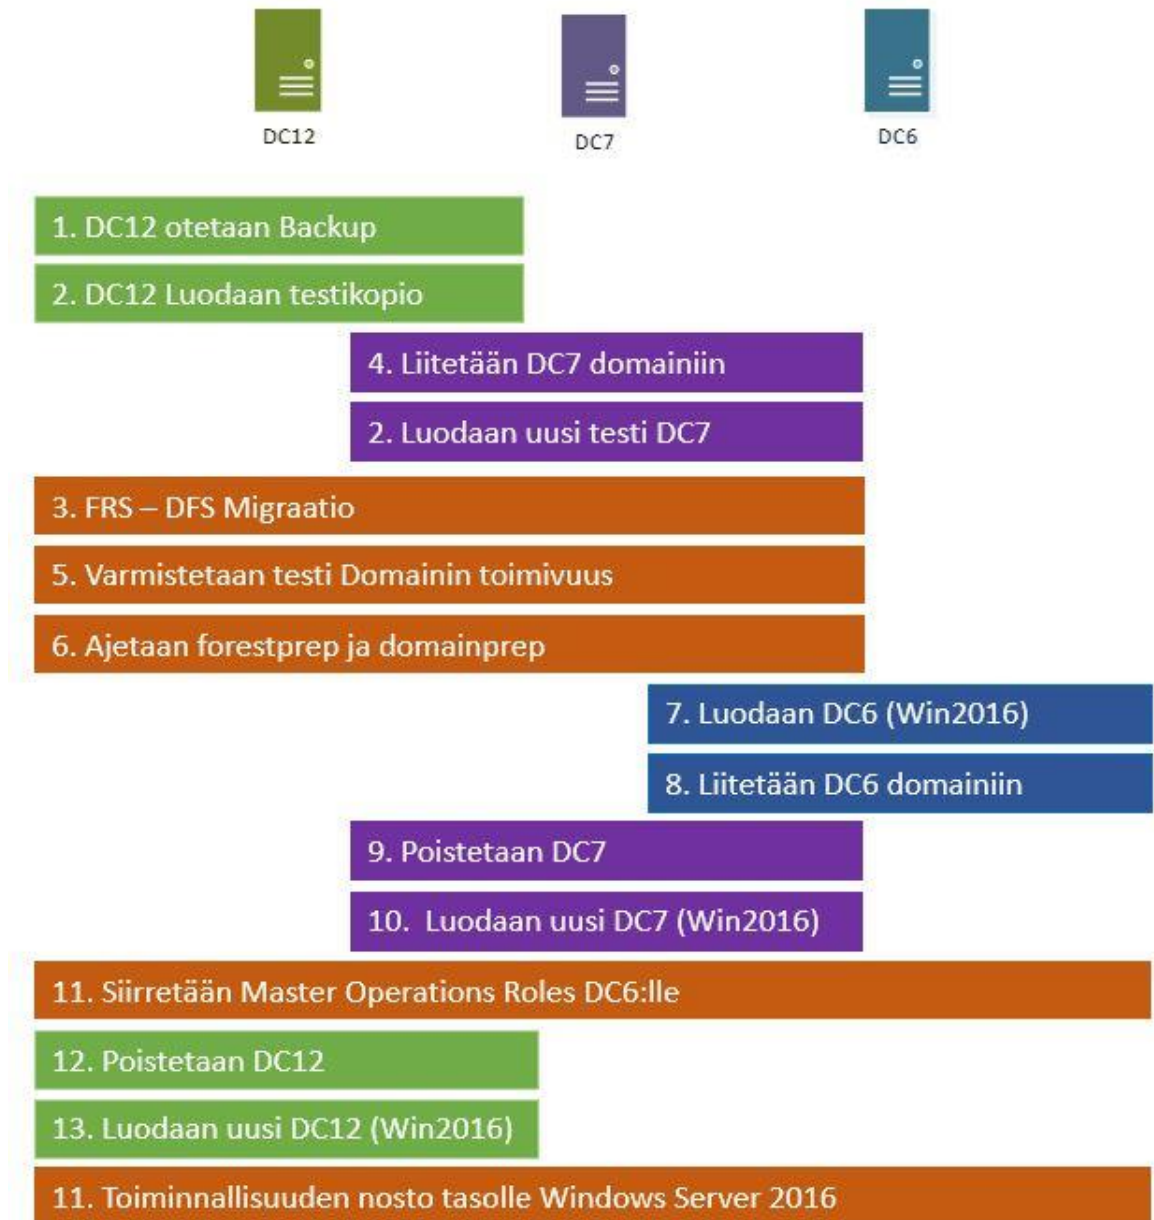 DC12
DC7
DC6
1. DC12 otetaan Backup
2. DC12 Luodaan testikopio
4. Liitetään DC7 domainiin
2. Luodaan uusi testi DC7
3. FRS – DFS Migraatio
5. Varmistetaan testi Domainin toimivuus
6. Ajetaan forestprep ja domainprep
7. Luodaan DC6 (Win2016)
8. Liitetään DC6 domainiin
9. Poistetaan DC7
10. Luodaan uusi DC7 (Win2016)
11. Siirretään Master Operations Roles DC6:lle
12. Poistetaan DC12
13. Luodaan uusi DC12 (Win2016)
11. Toiminnallisuuden nosto tasolle Windows Server 2016